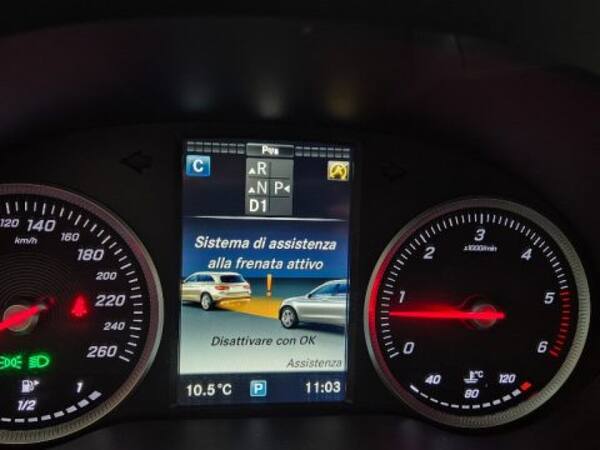 P
C
R
N P
D1
Sistema di assistenza
alla frenata attivo
!
Disattivare con OK
Assistenza
10.5°C P 11:03
120 140 160 180 200 220 240 260
km/h
1/2 1
0 1 2 3 4 5 6
x1000/min
°C
40 80 120